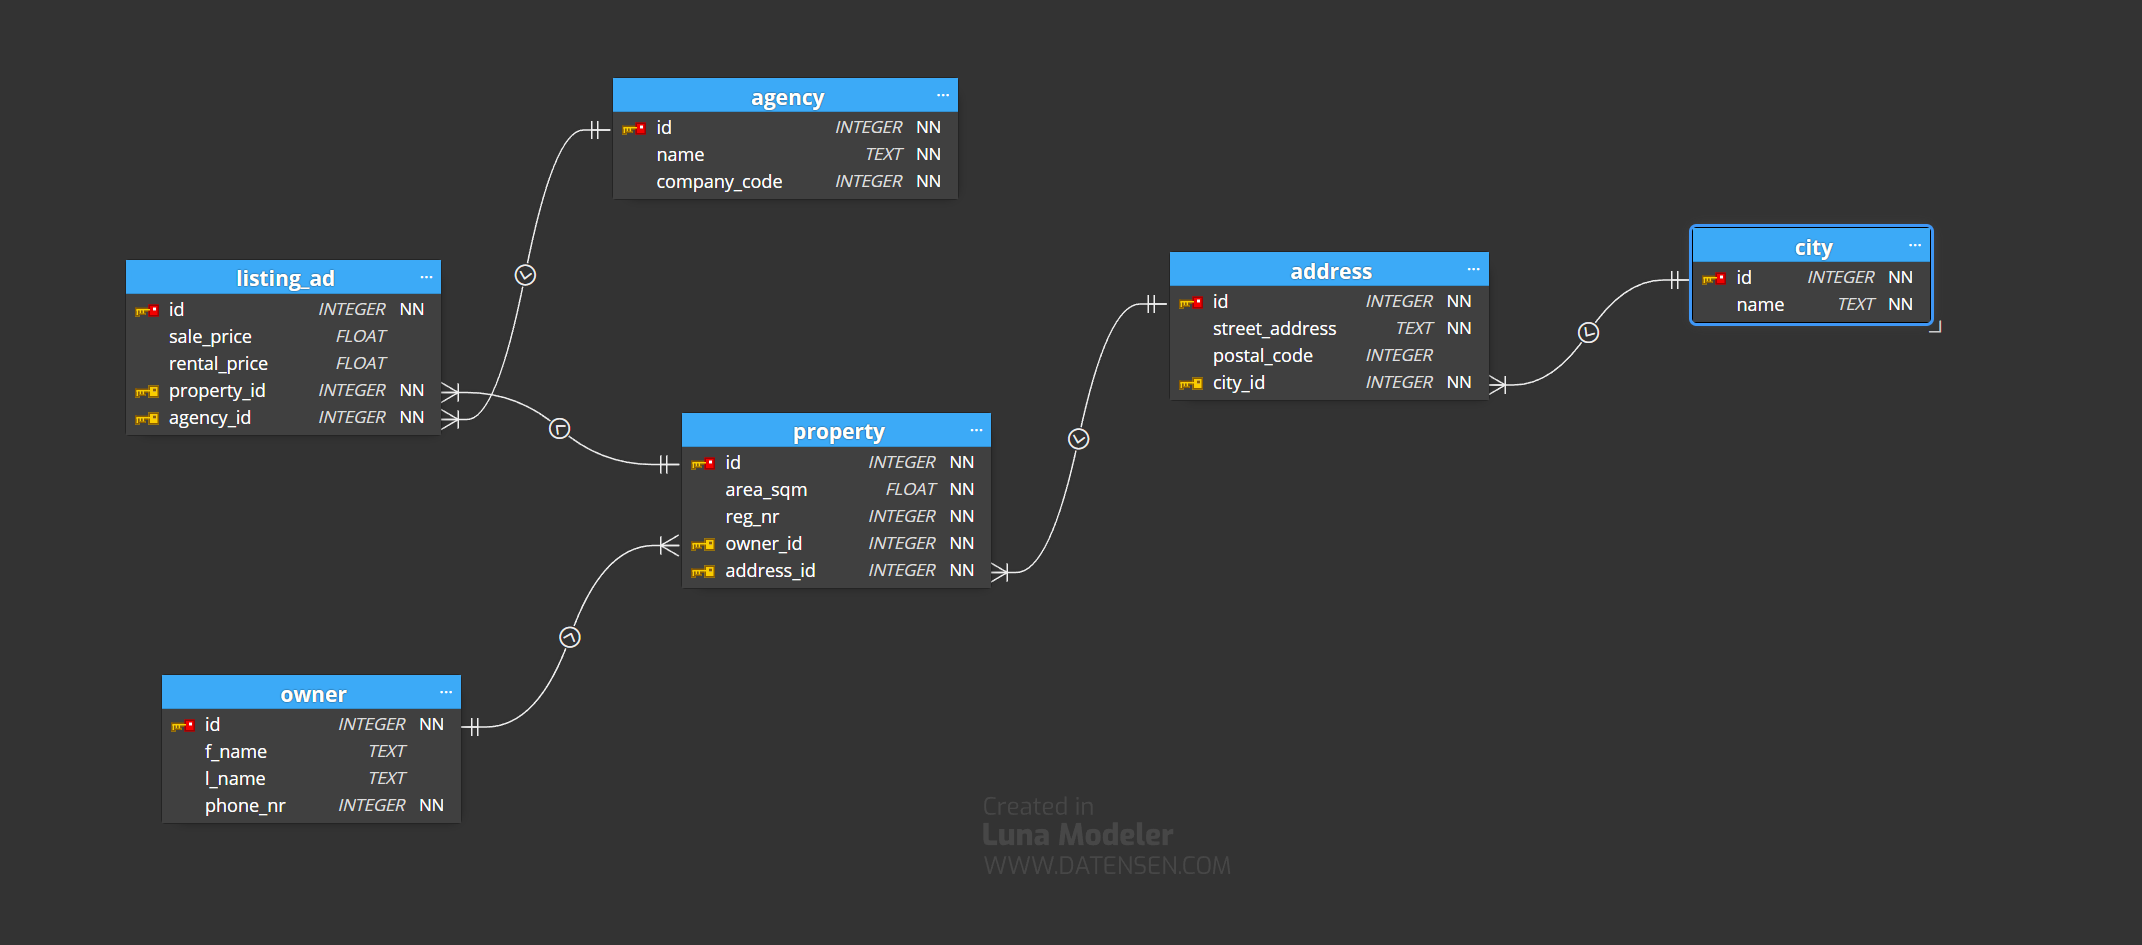 agency ...
id INTEGER NN
name TEXT NN
company_code INTEGER NN
listing_ad ...
id INTEGER NN
sale_price FLOAT
rental_price FLOAT
property_id INTEGER NN
agency_id INTEGER NN
property ...
id INTEGER NN
area_sqm FLOAT NN
reg_nr INTEGER NN
owner_id INTEGER NN
address_id INTEGER NN
address ...
id INTEGER NN
street_address TEXT NN
postal_code INTEGER
city_id INTEGER NN
city ...
id INTEGER NN
name TEXT NN
owner ...
id INTEGER NN
f_name TEXT
l_name TEXT
phone_nr INTEGER NN
Created in
Luna Modeler
WWW.DATENSEN.COM